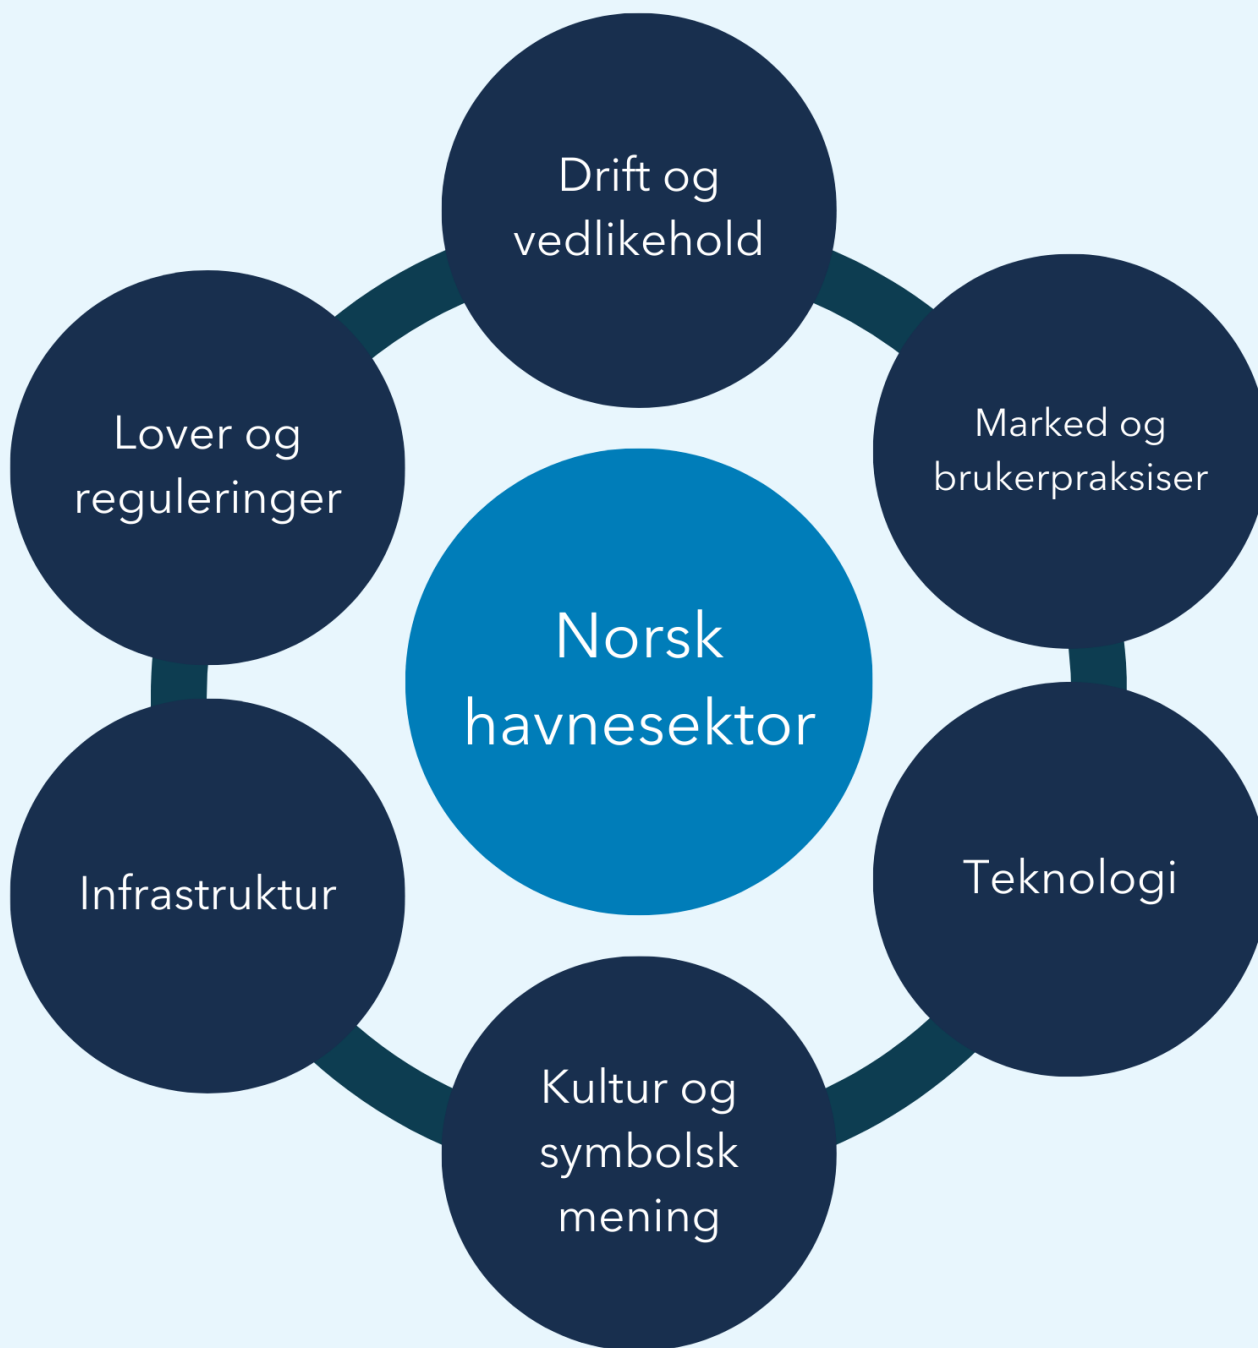 Drift og
vedlikehold
Marked og
brukerpraksiser
Lover og
reguleringer
Norsk
havnesektor
Teknologi
Infrastruktur
Kultur og
symbolsk
mening